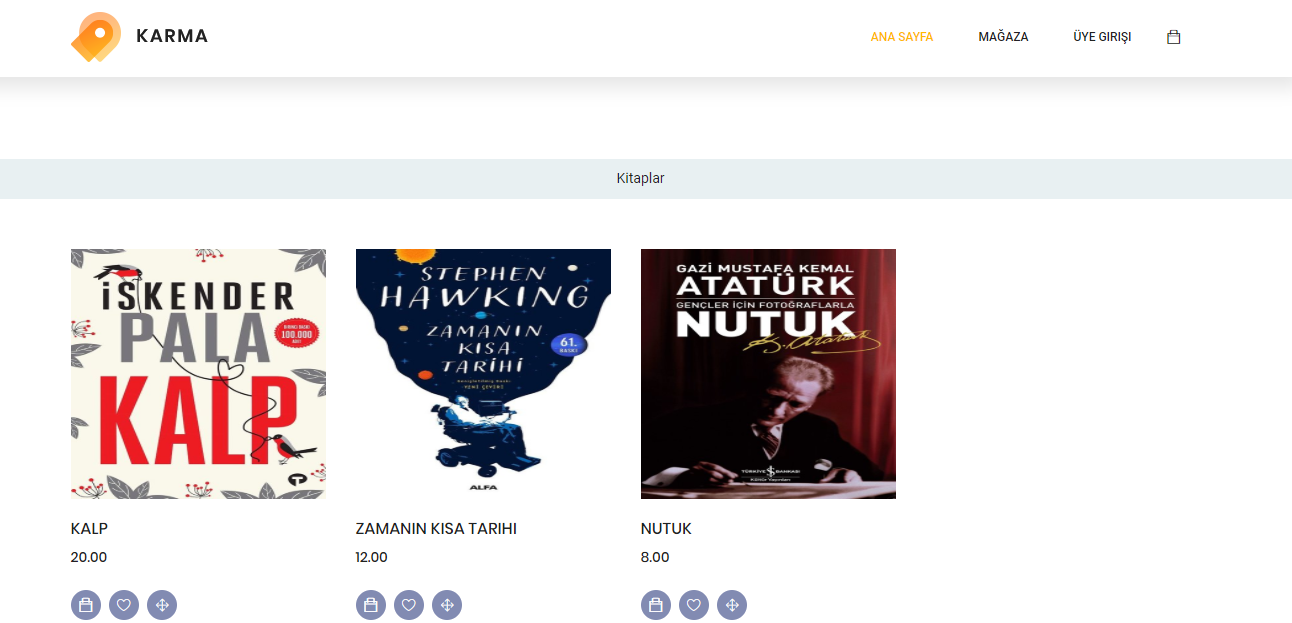 KARMA
ANA SAYFA
MAĞAZA
ÜYE GIRIŞI
Kitaplar
İSKENDER
PALA
BİRİNCİ BASKI
100.000
ADET
KALP
STEPHEN
HAWKING
ZAMANIN
KISA
TARİHİ
61.
BASKI
Genişletilmiş Baskı
YENİ ÇEVİRİ
ALFA
GAZİ MUSTAFA KEMAL
ATATÜRK
GENÇLER İÇİN FOTOĞRAFLARLA
NUTUK
TÜRKİYE İŞ BANKASI
Kültür Yayınları
KALP
20.00
ZAMANIN KISA TARIHI
12.00
NUTUK
8.00